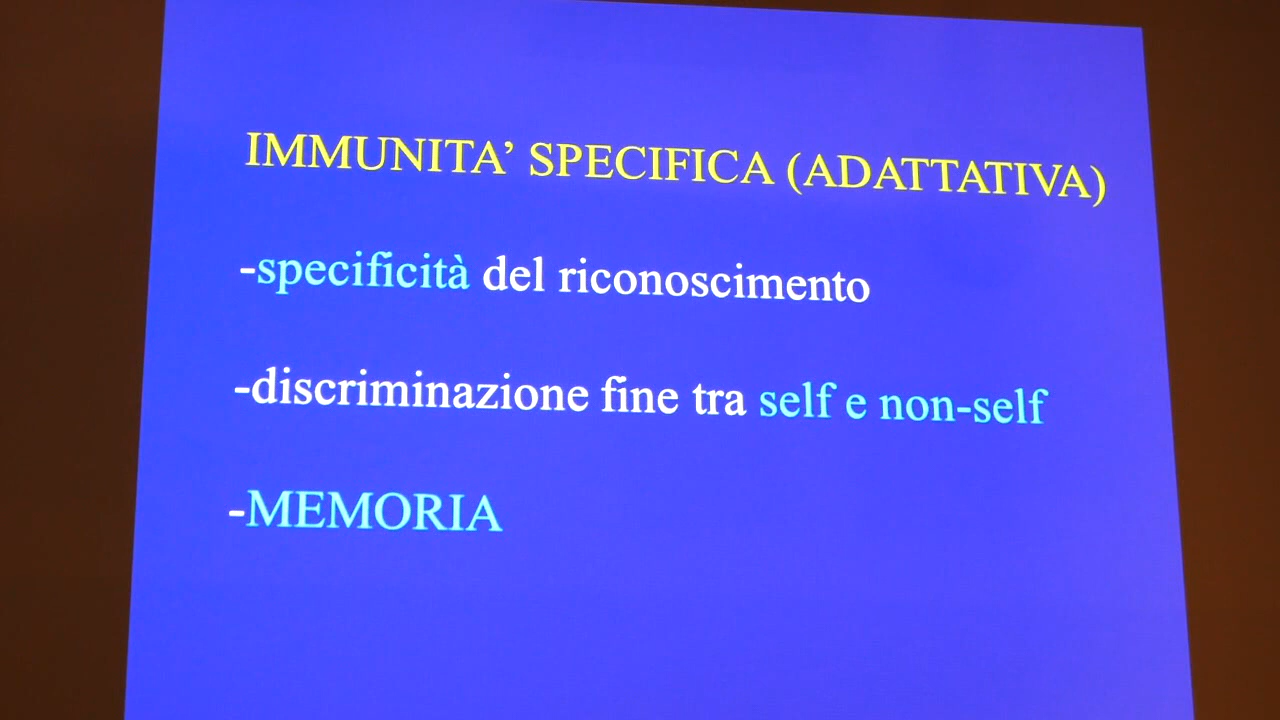 IMMUNITA’ SPECIFICA (ADATTATIVA)
-specificità del riconoscimento
-discriminazione fine tra self e non-self
-MEMORIA